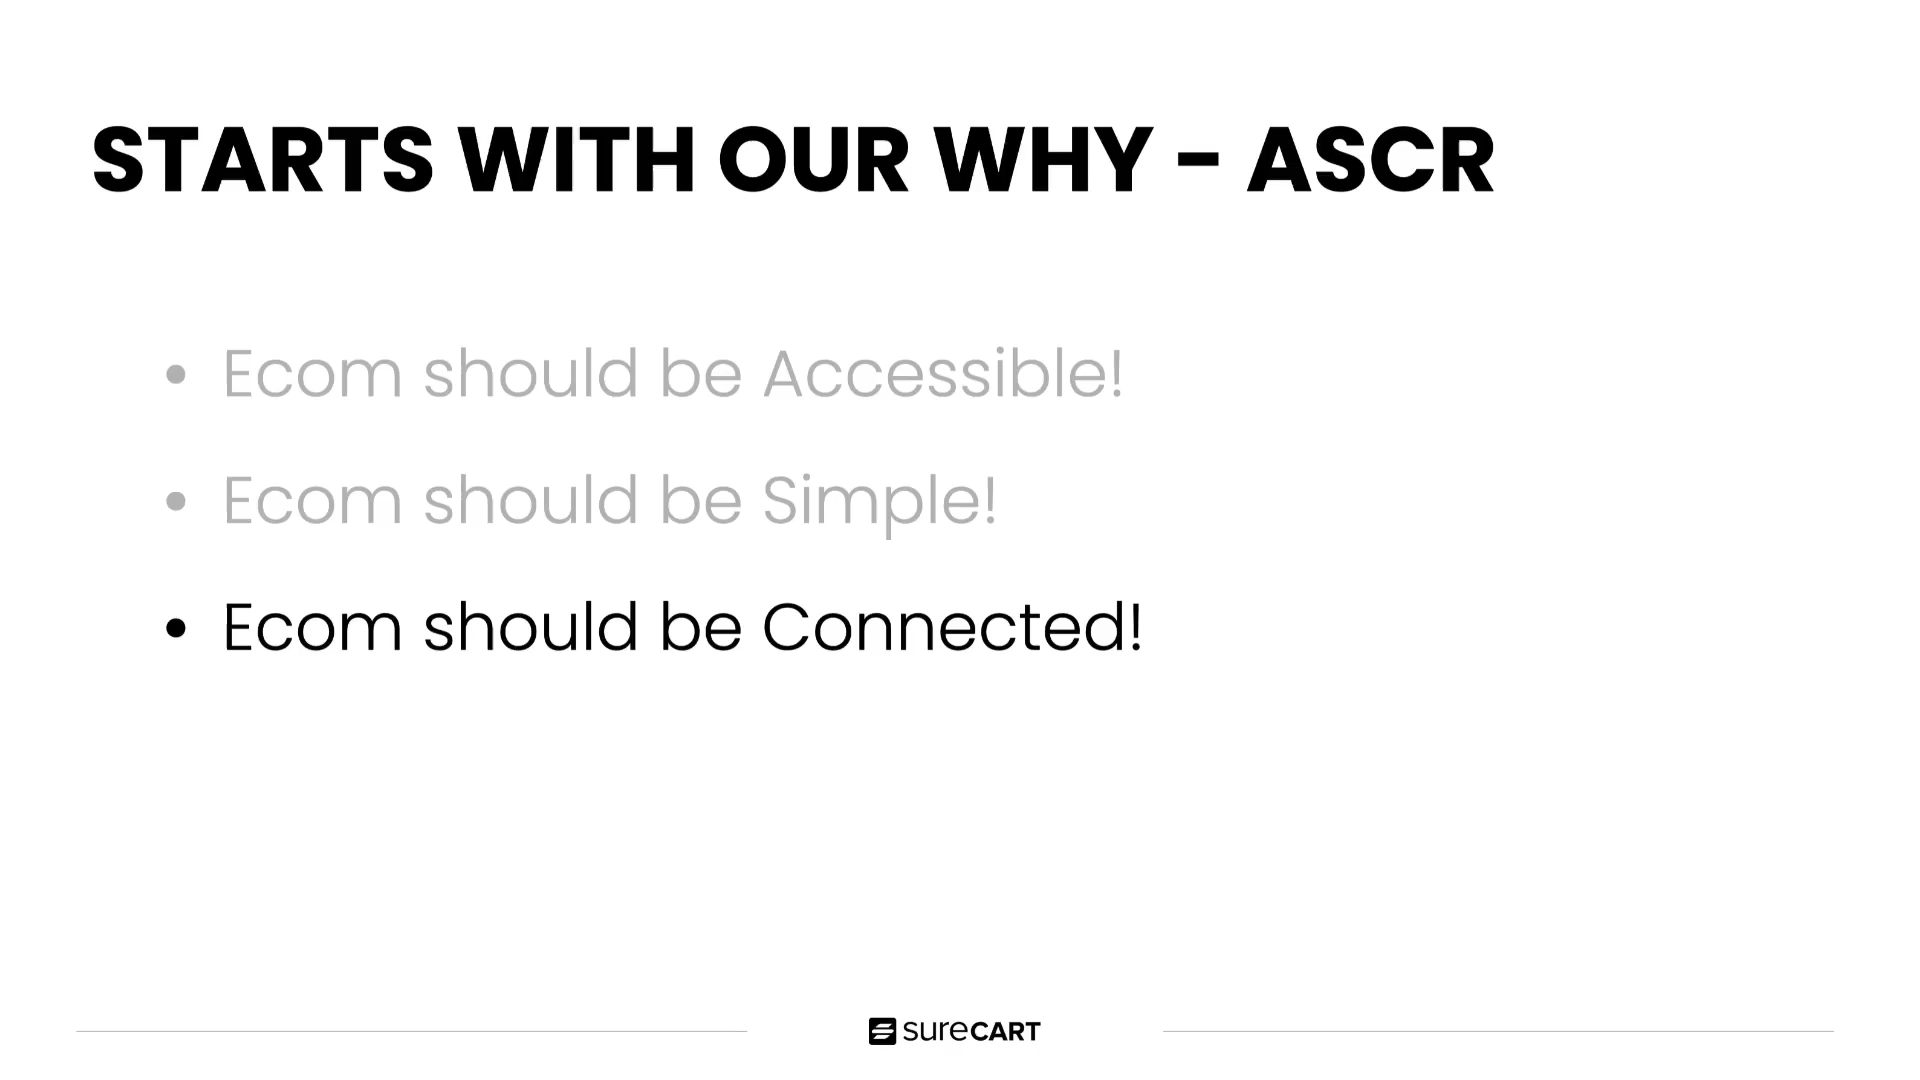 STARTS WITH OUR WHY - ASCR
• Ecom should be Accessible!
• Ecom should be Simple!
• Ecom should be Connected!
sureCART